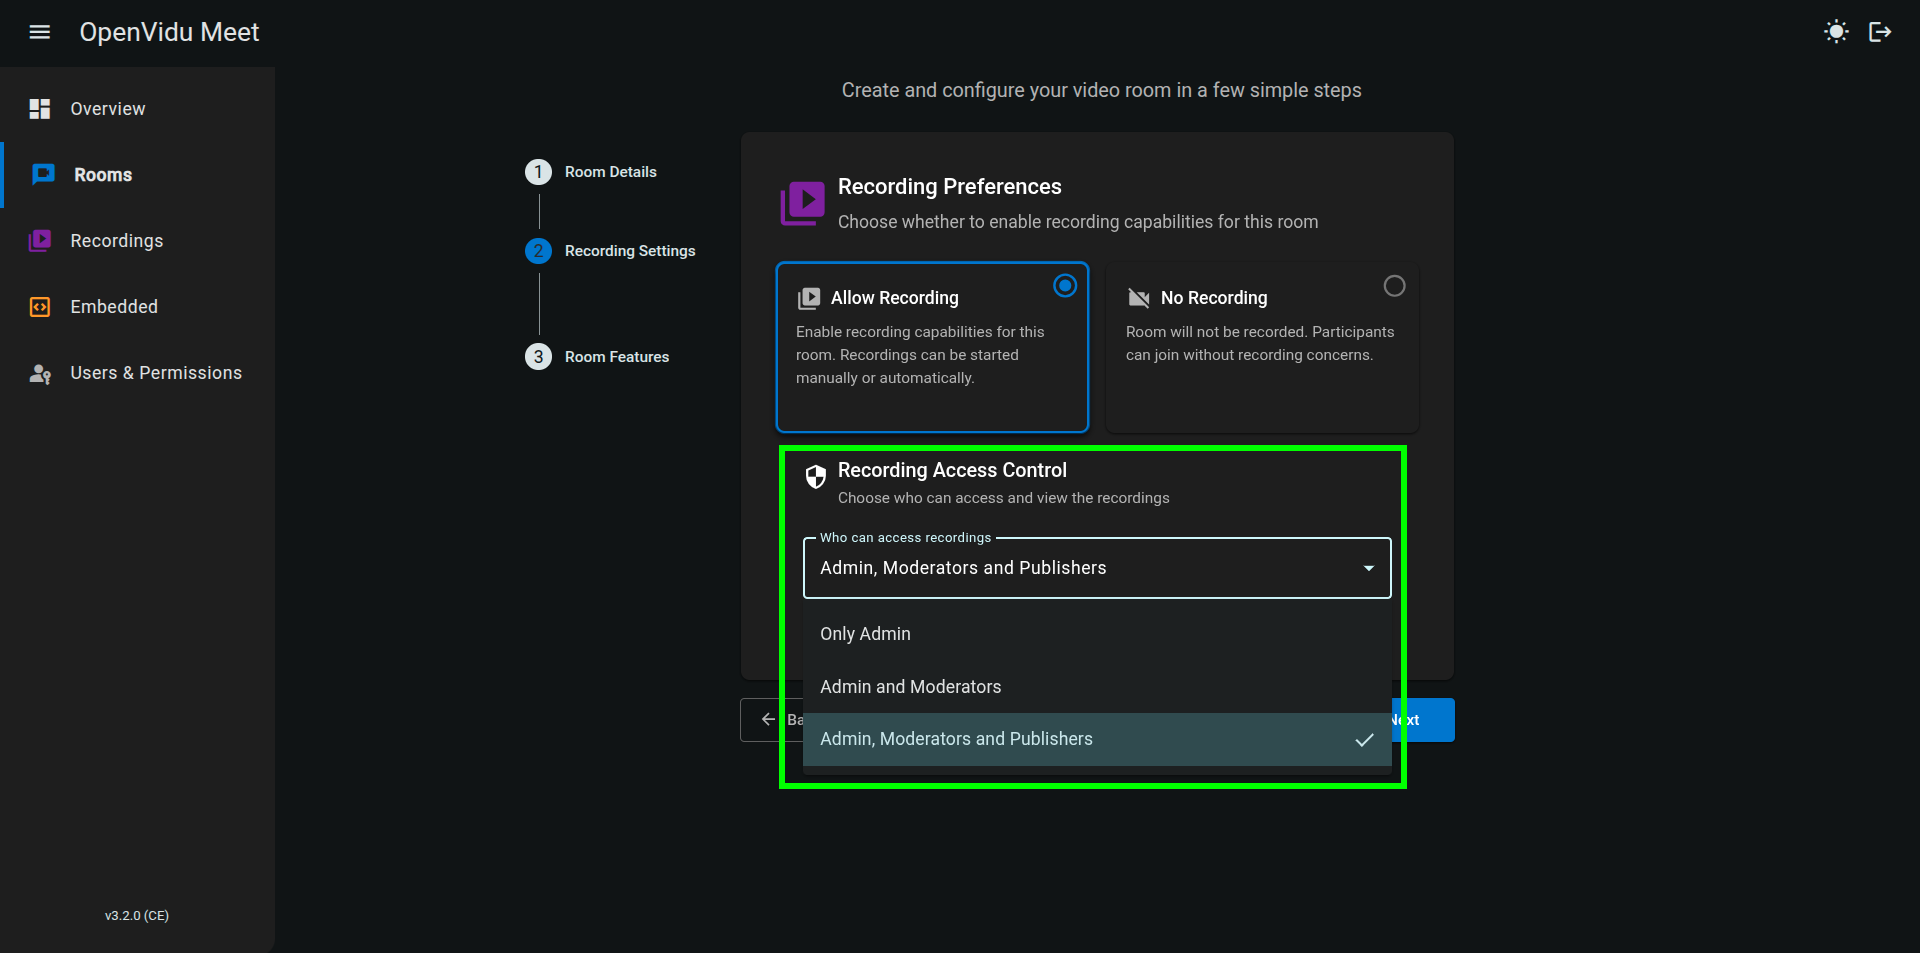 OpenVidu Meet
Overview
Rooms
Recordings
Embedded
Users & Permissions
v3.2.0 (CE)
Create and configure your video room in a few simple steps
1 Room Details
2 Recording Settings
3 Room Features
Recording Preferences
Choose whether to enable recording capabilities for this room
Allow Recording
Enable recording capabilities for this
room. Recordings can be started
manually or automatically.
No Recording
Room will not be recorded. Participants
can join without recording concerns.
Recording Access Control
Choose who can access and view the recordings
Who can access recordings
Admin, Moderators and Publishers
Only Admin
Admin and Moderators
Admin, Moderators and Publishers
Ba
Next